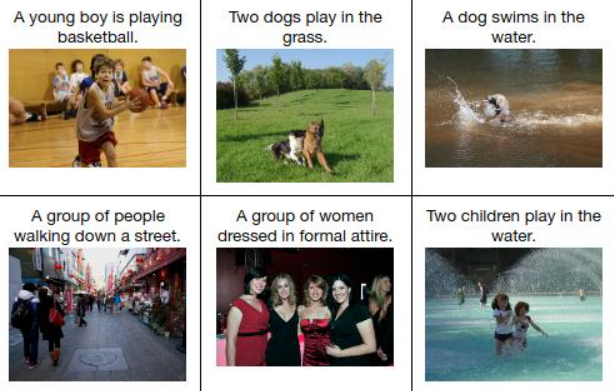 A young boy is playing
basketball.
Two dogs play in the
grass.
A dog swims in the
water.
A group of people
walking down a street.
A group of women
dressed in formal attire.
Two children play in the
water.